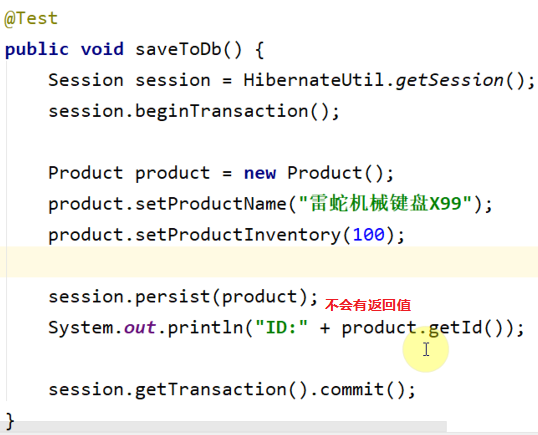 @Test
public void saveToDb() {
    Session session = HibernateUtil.getSession();
    session.beginTransaction();
    Product product = new Product();
    product.setProductName("雷蛇机械键盘X99");
    product.setProductInventory(100);
    session.persist(product);
不会有返回值
    System.out.println("ID:" + product.getId());
    session.getTransaction().commit();
}